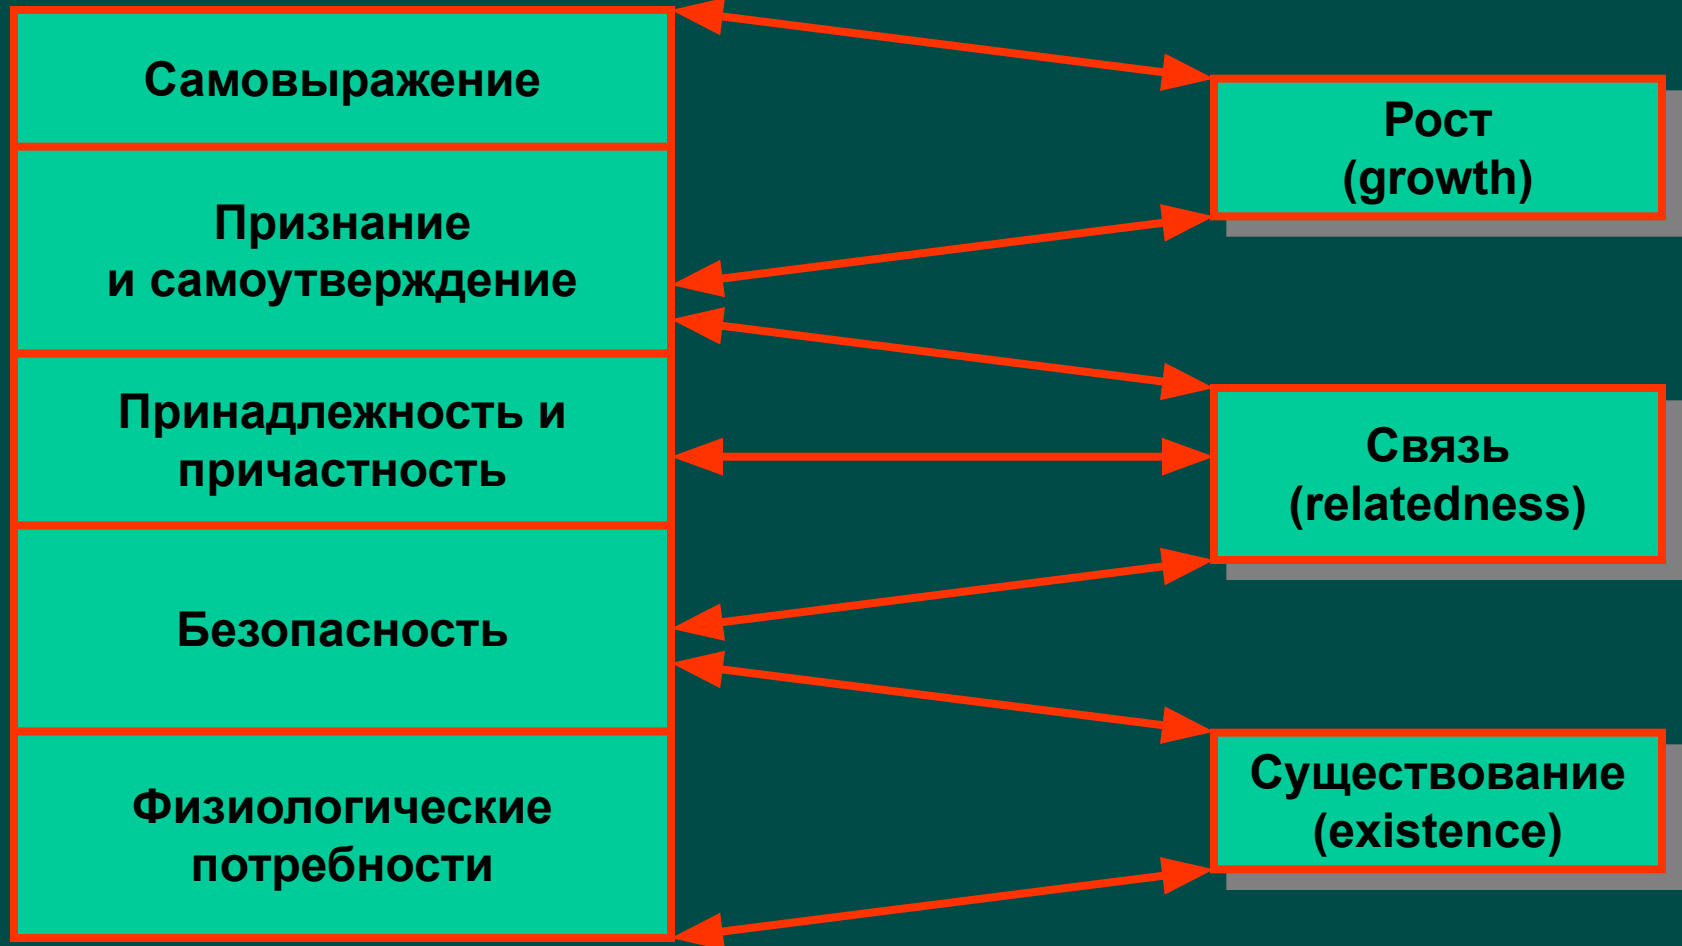 Самовыражение
Признание
и самоутверждение
Принадлежность и
причастность
Безопасность
Физиологические
потребности
Рост
(growth)
Связь
(relatedness)
Существование
(existence)